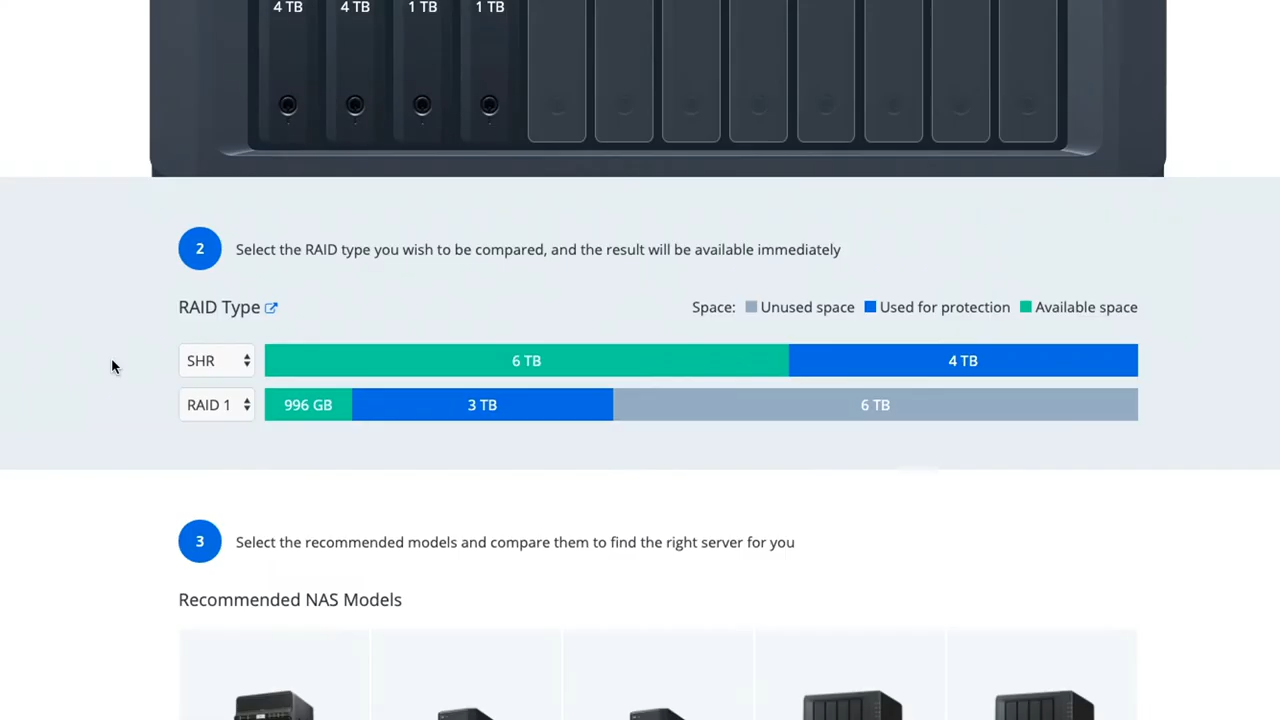 4 TB 4 TB 1 TB 1 TB
2 Select the RAID type you wish to be compared, and the result will be available immediately
RAID Type Space: Unused space Used for protection Available space
SHR 6 TB 4 TB
RAID 1 996 GB 3 TB 6 TB
3 Select the recommended models and compare them to find the right server for you
Recommended NAS Models